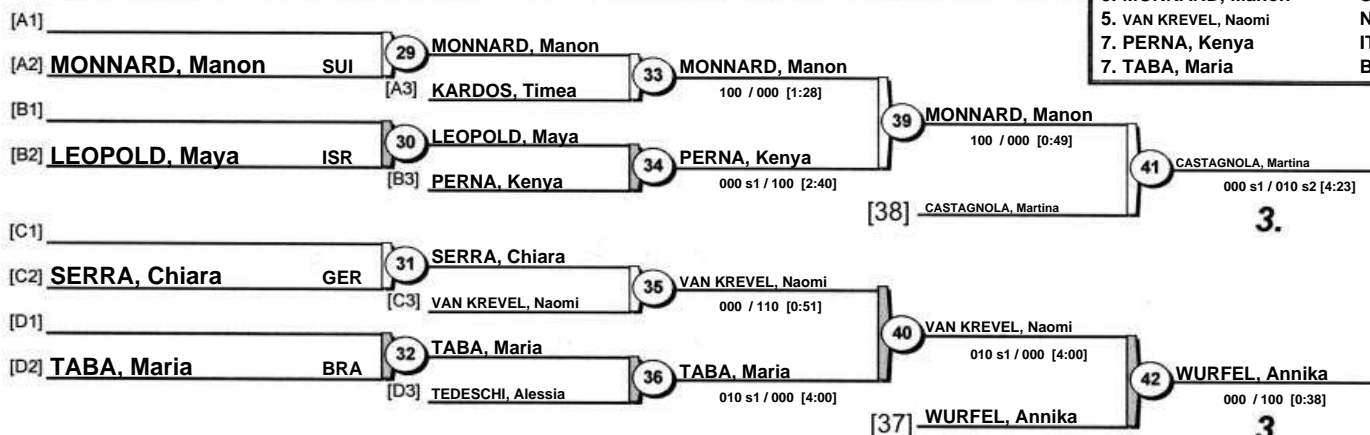 5. VAN KREVEL, Naomi N
7. PERNA, Kenya IT
7. TABA, Maria B
[A1]
[A2] MONNARD, Manon SUI
29 MONNARD, Manon
[A3] KARDOS, Timea
33 MONNARD, Manon
100 / 000 [1:28]
[B1]
[B2] LEOPOLD, Maya ISR
30 LEOPOLD, Maya
[B3] PERNA, Kenya
34 PERNA, Kenya
000 s1 / 100 [2:40]
39 MONNARD, Manon
100 / 000 [0:49]
[38] CASTAGNOLA, Martina
41 CASTAGNOLA, Martina
000 s1 / 010 s2 [4:23]
3.
[C1]
[C2] SERRA, Chiara GER
31 SERRA, Chiara
[C3] VAN KREVEL, Naomi
35 VAN KREVEL, Naomi
000 / 110 [0:51]
[D1]
[D2] TABA, Maria BRA
32 TABA, Maria
[D3] TEDESCHI, Alessia
36 TABA, Maria
010 s1 / 000 [4:00]
40 VAN KREVEL, Naomi
010 s1 / 000 [4:00]
[37] WURFEL, Annika
42 WURFEL, Annika
000 / 100 [0:38]
3